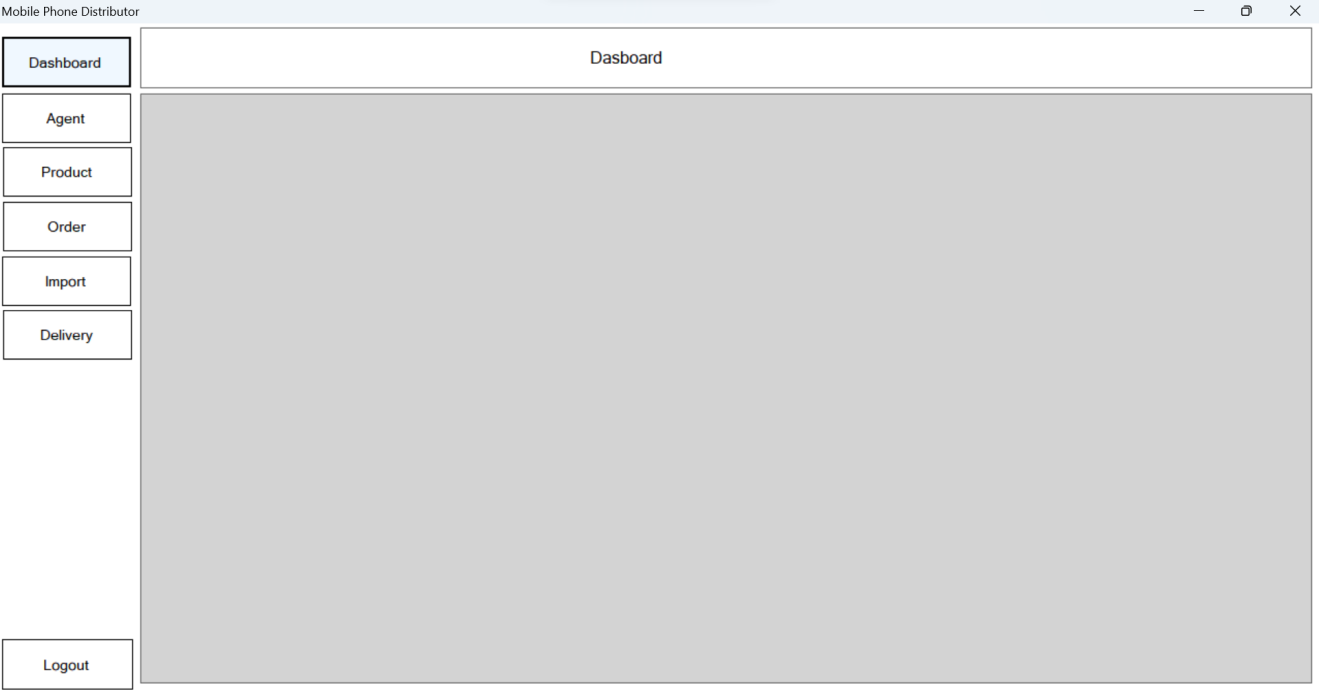 Mobile Phone Distributor
Dashboard
Dasboard
Agent
Product
Order
Import
Delivery
Logout